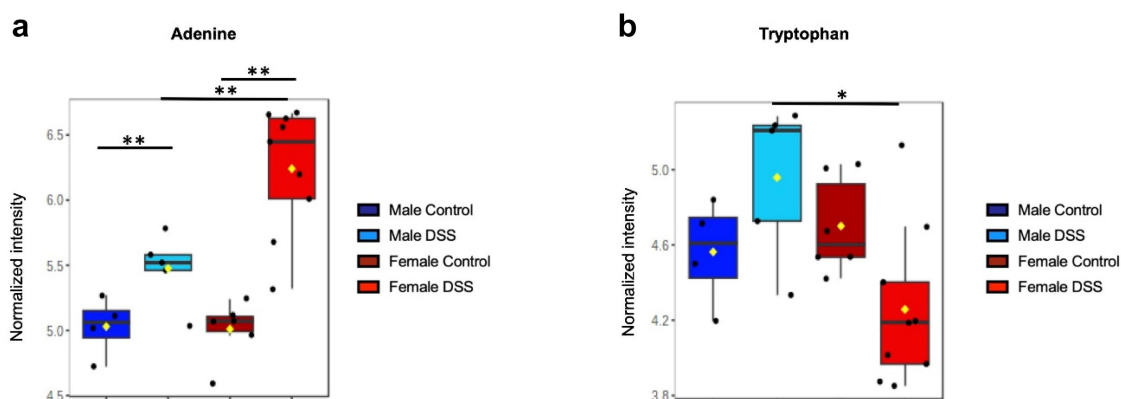 a
Adenine
**
**
**
Normalized intensity
6.5
6.0
5.5
5.0
4.5
Male Control
Male DSS
Female Control
Female DSS
b
Tryptophan
*
Normalized intensity
5.0
4.6
4.2
3.8
Male Control
Male DSS
Female Control
Female DSS